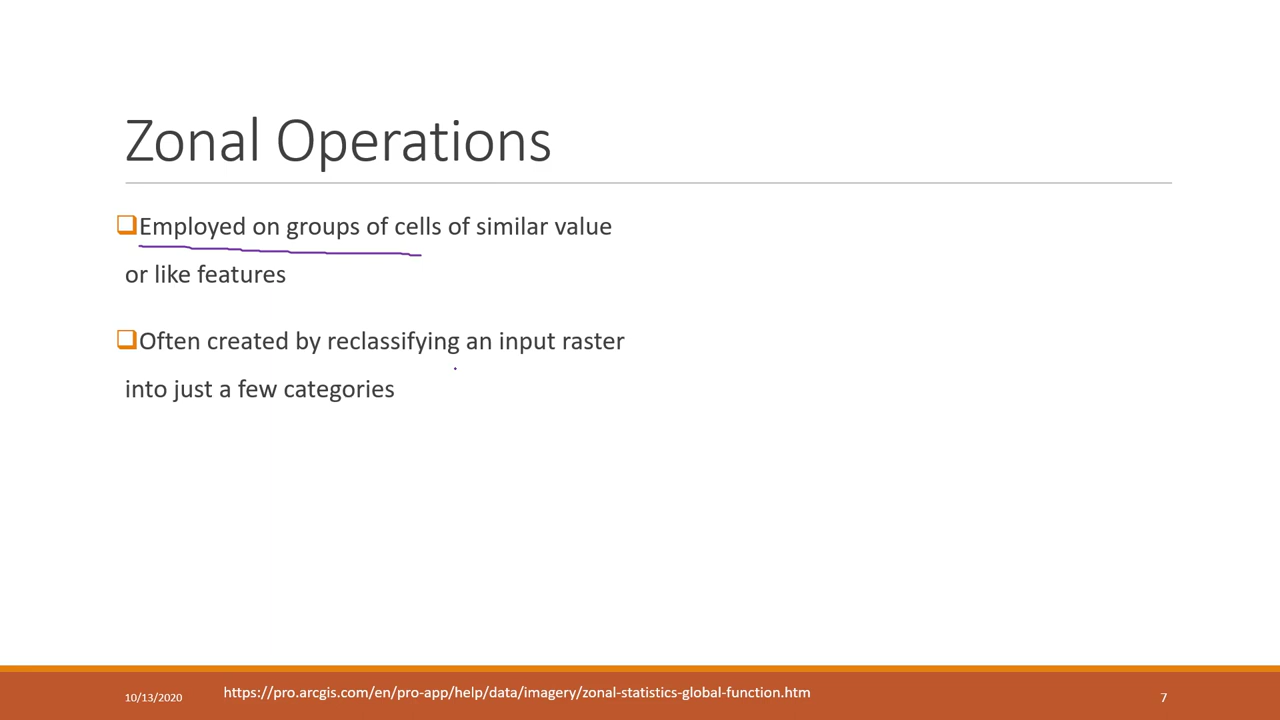 Zonal Operations
Employed on groups of cells of similar value
or like features
Often created by reclassifying an input raster
into just a few categories
10/13/2020
https://pro.arcgis.com/en/pro-app/help/data/imagery/zonal-statistics-global-function.htm
7